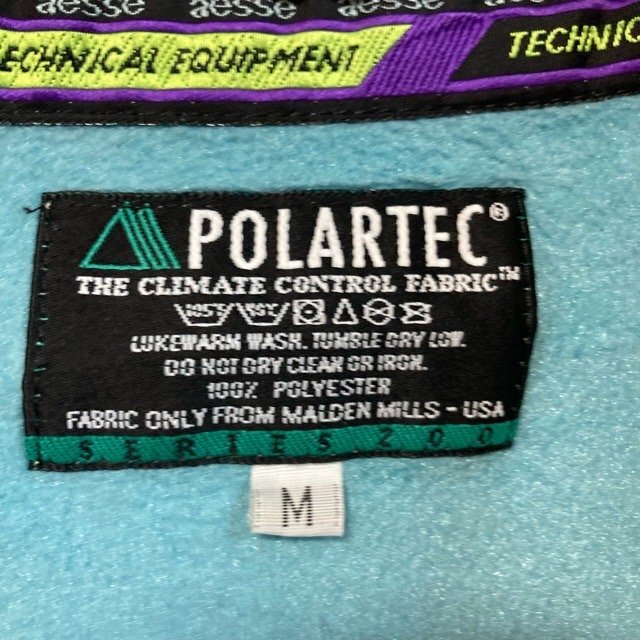 aesse aesse aesse aesse
TECHNICAL EQUIPMENT TECHNIC
POLARTEC®
THE CLIMATE CONTROL FABRIC™
LUKEWARM WASH. TUMBLE DRY LOW.
DO NOT DRY CLEAN OR IRON.
100% POLYESTER
FABRIC ONLY FROM MALDEN MILLS - USA
SERIES 200
M